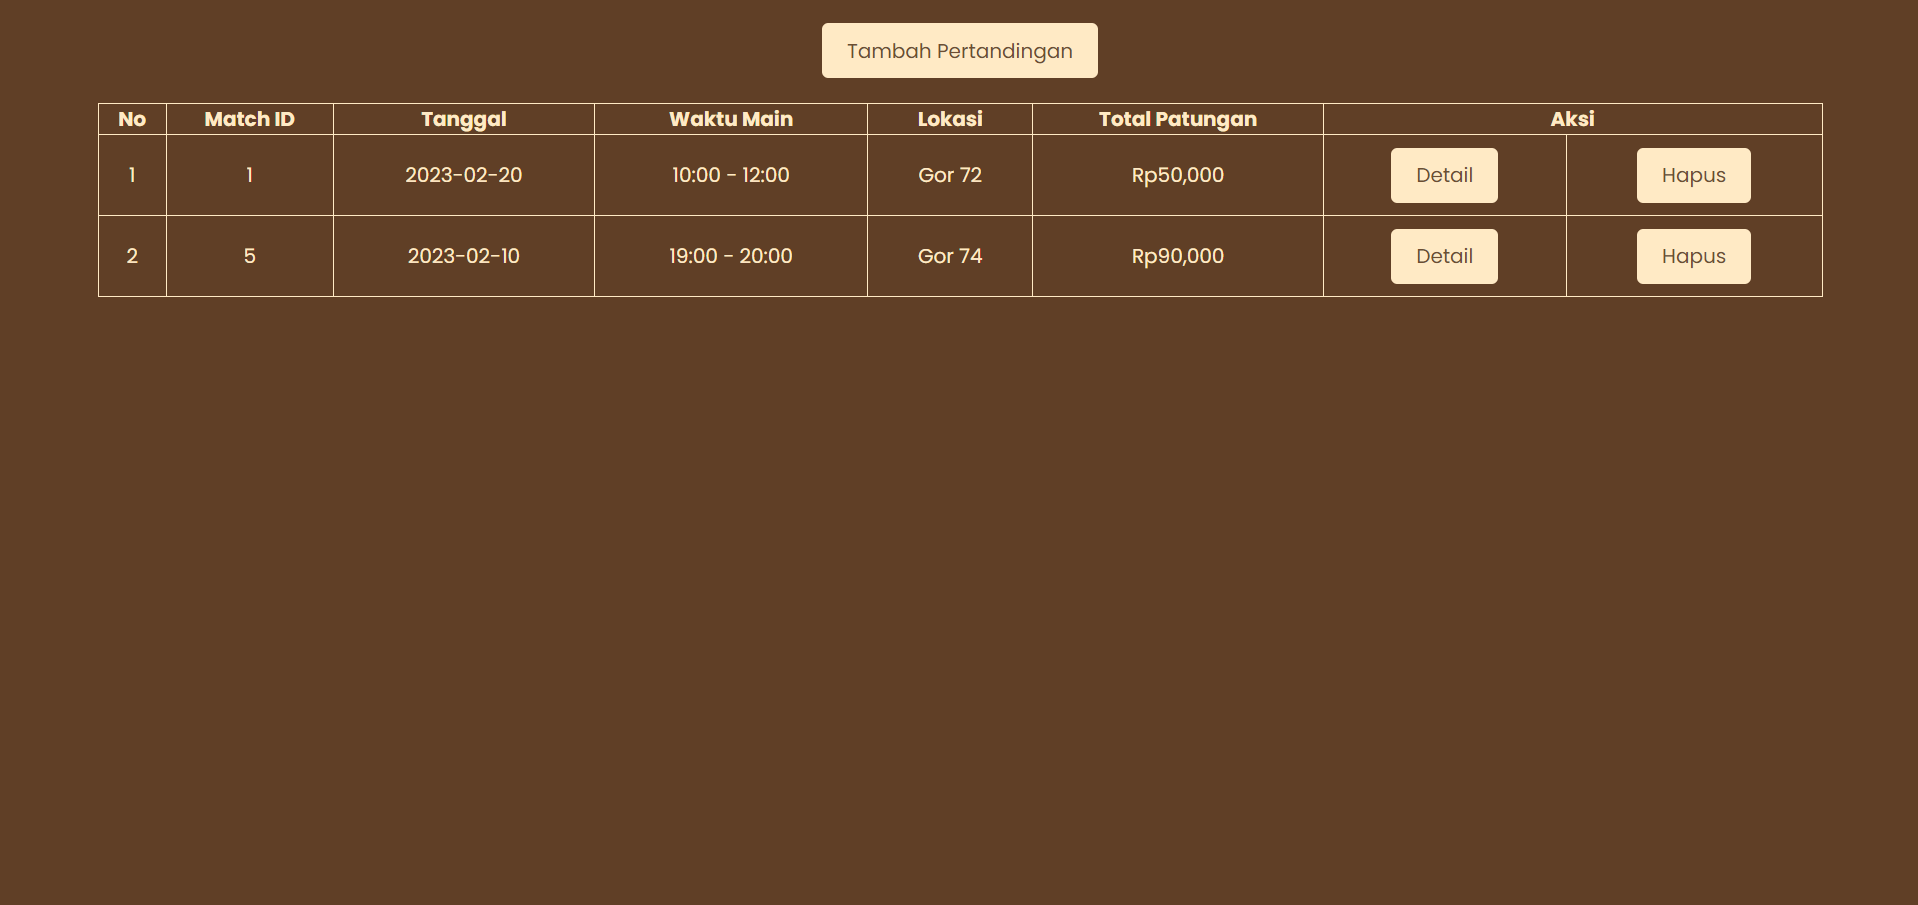 Tambah Pertandingan
No Match ID Tanggal Waktu Main Lokasi Total Patungan Aksi
1 1 2023-02-20 10:00 - 12:00 Gor 72 Rp50,000 Detail Hapus
2 5 2023-02-10 19:00 - 20:00 Gor 74 Rp90,000 Detail Hapus